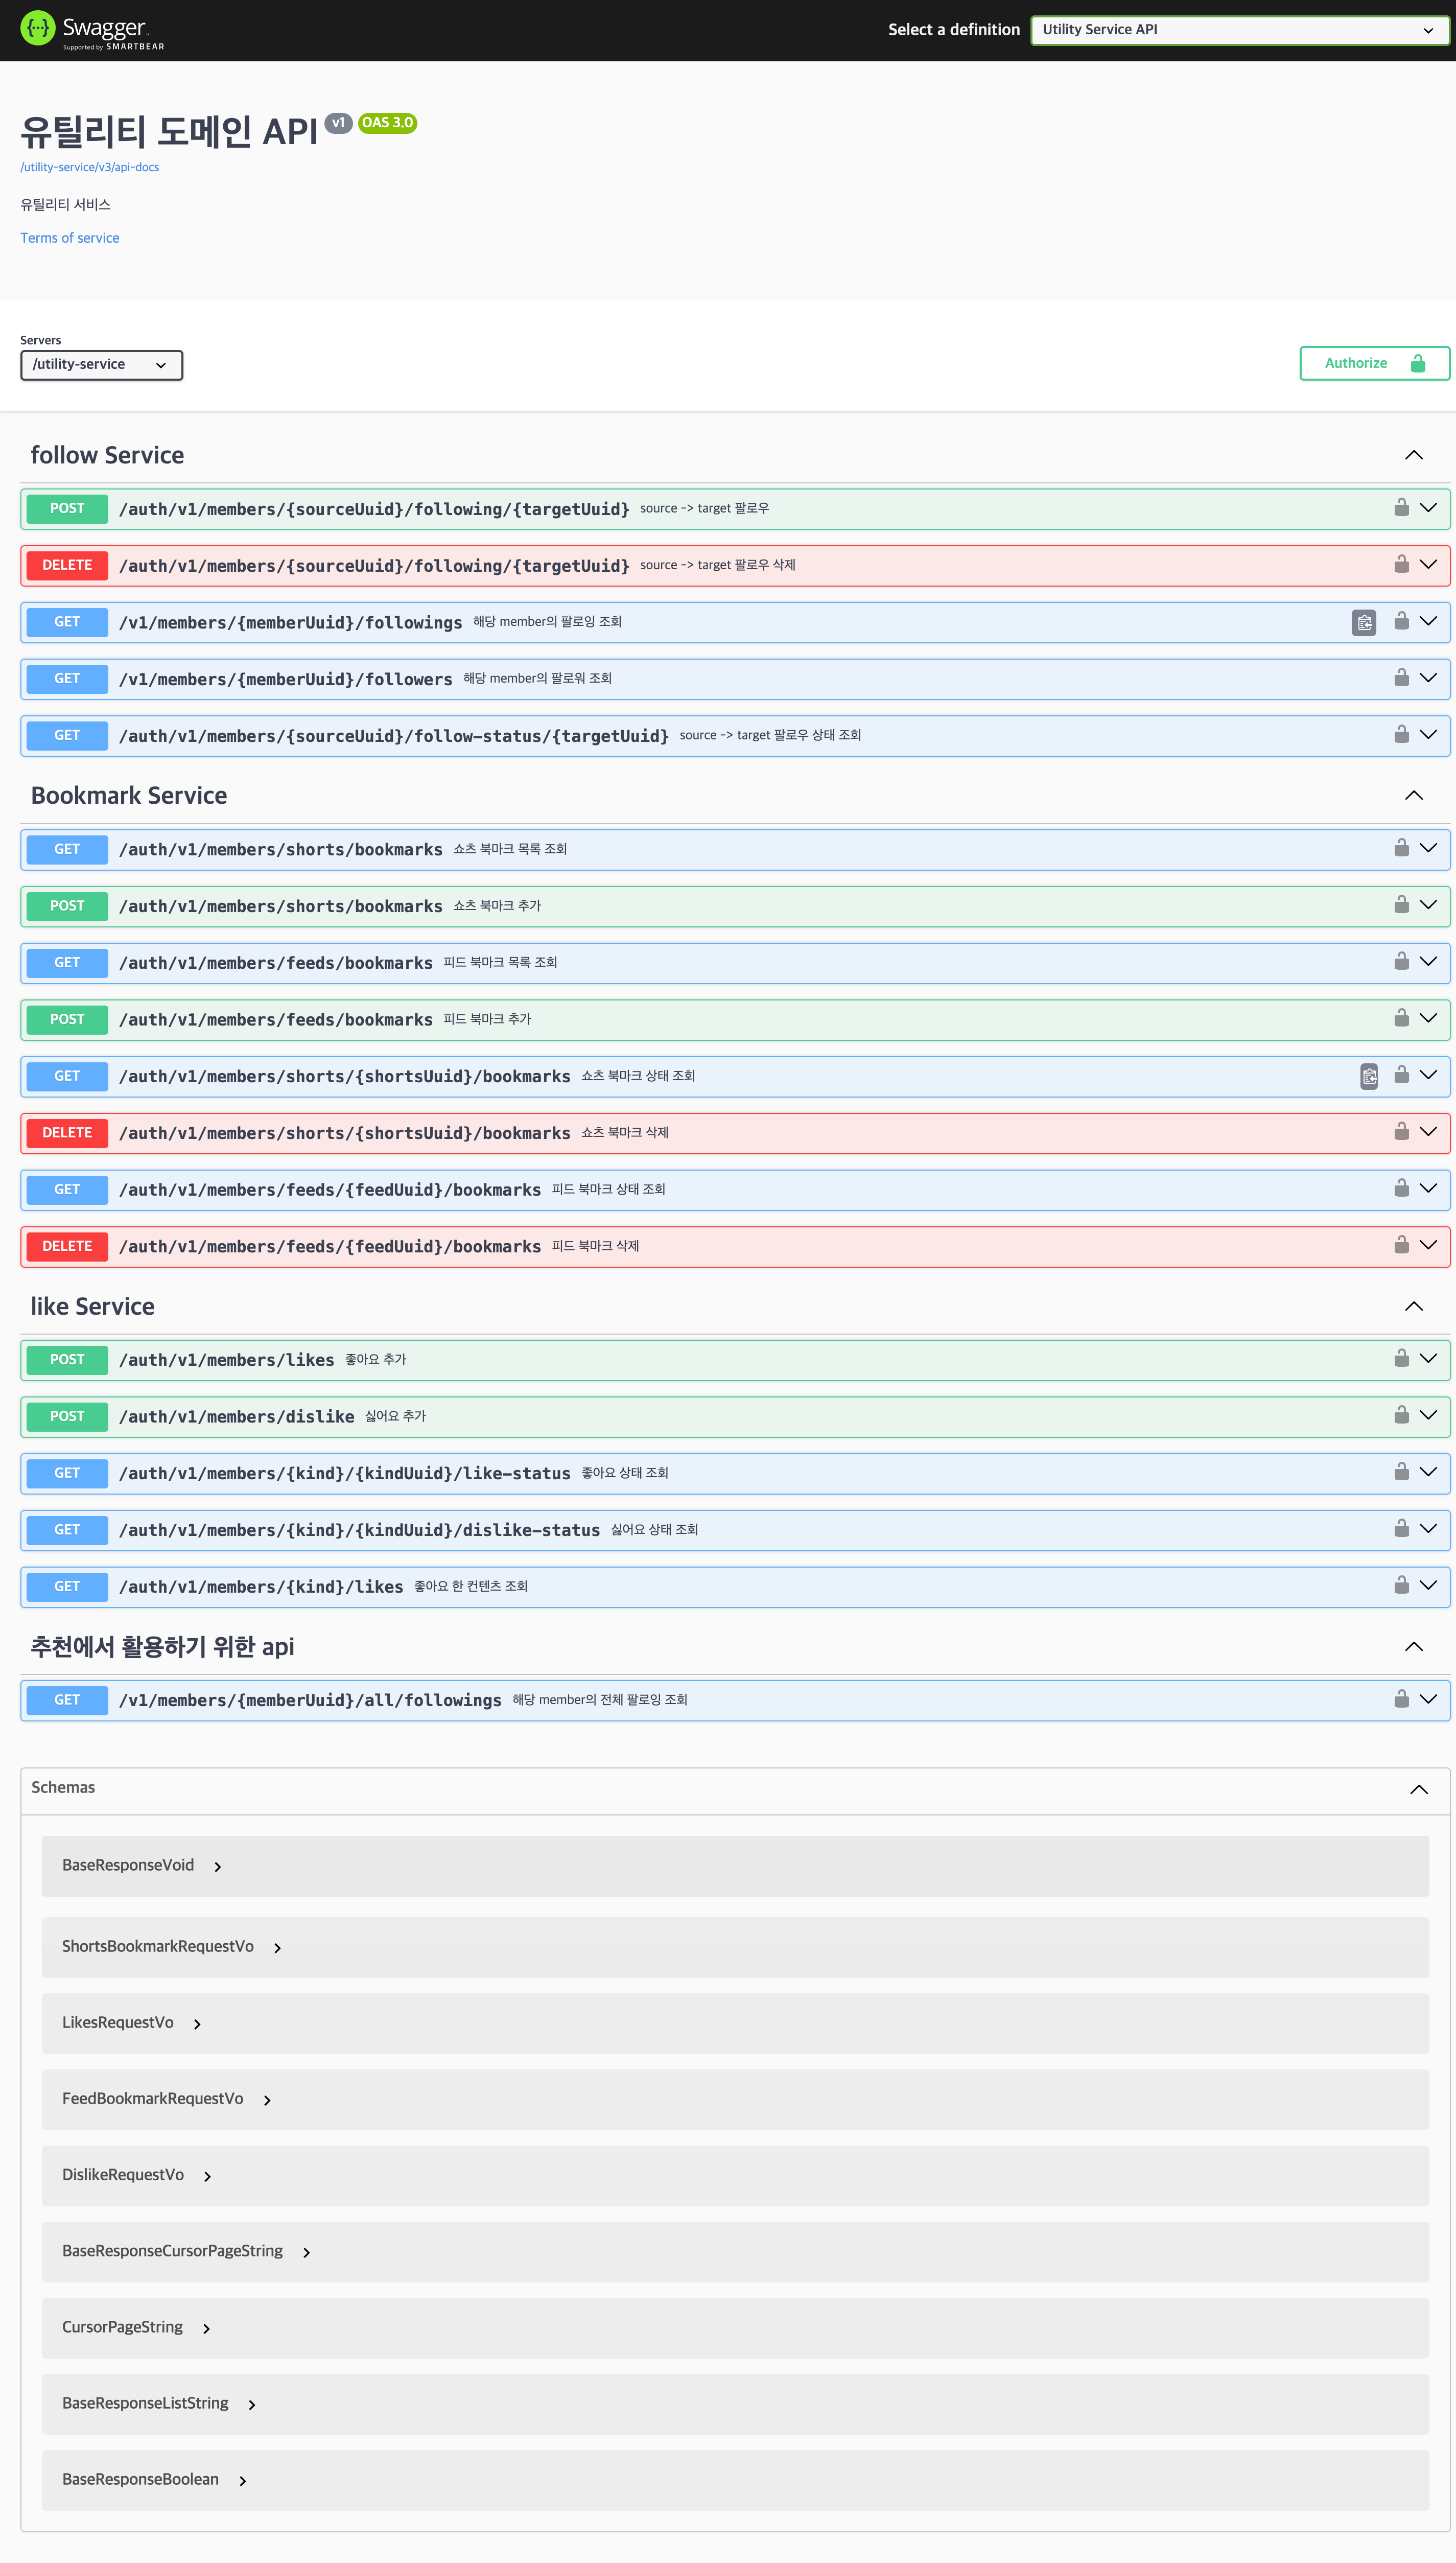 Swagger.
Supported by SMARTBEAR
Select a definition
Utility Service API
유틸리티 도메인 API v1 OAS 3.0
/utility-service/v3/api-docs
유틸리티 서비스
Terms of service
Servers
/utility-service
Authorize
follow Service
POST /auth/v1/members/{sourceUuid}/following/{targetUuid} source -> target 팔로우
DELETE /auth/v1/members/{sourceUuid}/following/{targetUuid} source -> target 팔로우 삭제
GET /v1/members/{memberUuid}/followings 해당 member의 팔로잉 조회
GET /v1/members/{memberUuid}/followers 해당 member의 팔로워 조회
GET /auth/v1/members/{sourceUuid}/follow-status/{targetUuid} source -> target 팔로우 상태 조회
Bookmark Service
GET /auth/v1/members/shorts/bookmarks 쇼츠 북마크 목록 조회
POST /auth/v1/members/shorts/bookmarks 쇼츠 북마크 추가
GET /auth/v1/members/feeds/bookmarks 피드 북마크 목록 조회
POST /auth/v1/members/feeds/bookmarks 피드 북마크 추가
GET /auth/v1/members/shorts/{shortsUuid}/bookmarks 쇼츠 북마크 상태 조회
DELETE /auth/v1/members/shorts/{shortsUuid}/bookmarks 쇼츠 북마크 삭제
GET /auth/v1/members/feeds/{feedUuid}/bookmarks 피드 북마크 상태 조회
DELETE /auth/v1/members/feeds/{feedUuid}/bookmarks 피드 북마크 삭제
like Service
POST /auth/v1/members/likes 좋아요 추가
POST /auth/v1/members/dislike 싫어요 추가
GET /auth/v1/members/{kind}/{kindUuid}/like-status 좋아요 상태 조회
GET /auth/v1/members/{kind}/{kindUuid}/dislike-status 싫어요 상태 조회
GET /auth/v1/members/{kind}/likes 좋아요 한 컨텐츠 조회
추천에서 활용하기 위한 api
GET /v1/members/{memberUuid}/all/followings 해당 member의 전체 팔로잉 조회
Schemas
BaseResponseVoid
ShortsBookmarkRequestVo
LikesRequestVo
FeedBookmarkRequestVo
DislikeRequestVo
BaseResponseCursorPageString
CursorPageString
BaseResponseListString
BaseResponseBoolean